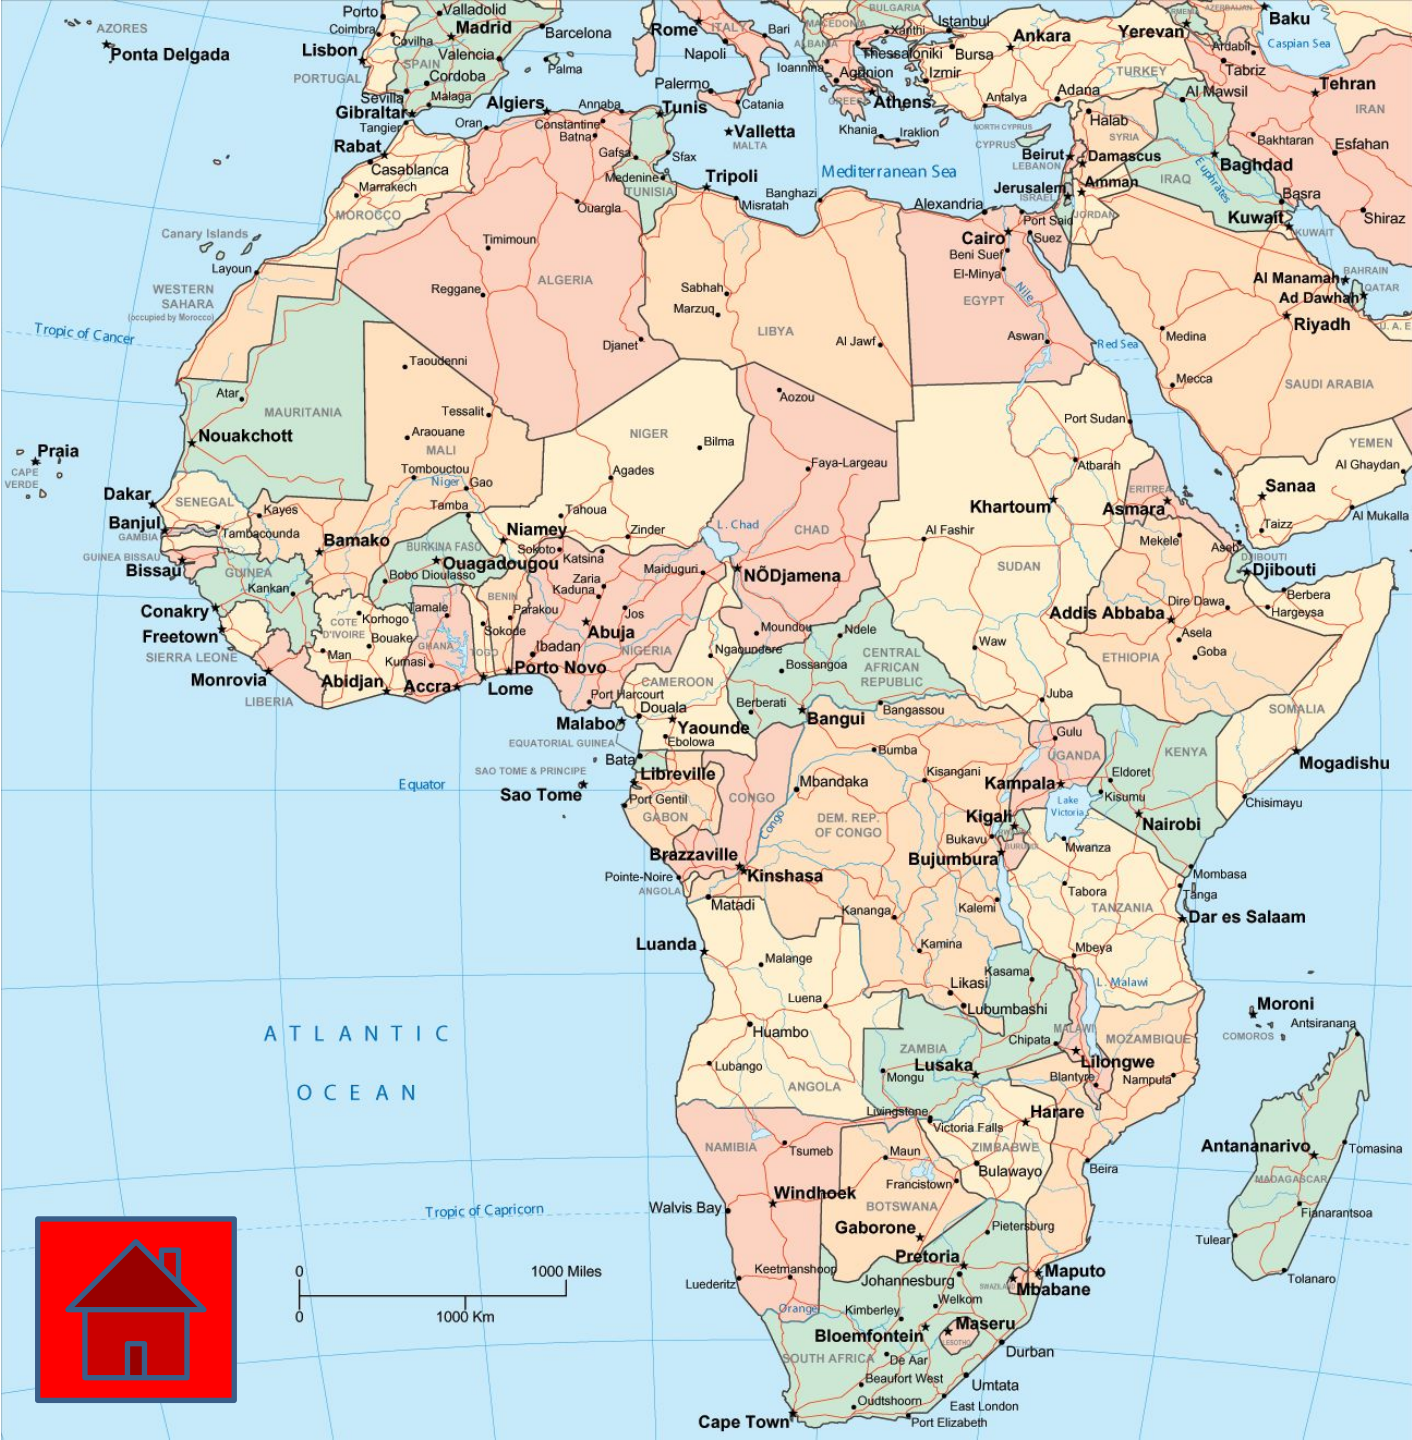 AZORES
Ponta Delgada
Porto
Coimbra
Covilha
Valladolid
Madrid
Lisbon
SPAIN
Valencia
PORTUGAL
Cordoba
Barcelona
Palma
Sevilla
Malaga
Gibraltar
Tangier
Rome
ITALY
Napoli
Bari
Palermo
Catania
MACEDONIA
BULGARIA
ALBANIA
Xanthi
Thessaloniki
Ioannina
Agrinion
GREECE
Athens
Khania
Iraklion
Istanbul
Bursa
Izmir
Ankara
Antalya
Adana
TURKEY
Yerevan
ARMENIA
AZERBAIJAN
Baku
Caspian Sea
Ardabil
Tabriz
Tehran
IRAN
Al Mawsil
Bakhtaran
Esfahan
Shiraz
NORTH CYPRUS
CYPRUS
Halab
SYRIA
Beirut
LEBANON
Damascus
Baghdad
IRAQ
Euphrates
Jerusalem
ISRAEL
Amman
JORDAN
Basra
Kuwait
KUWAIT
Algiers
Annaba
Tunis
Oran
Constantine
Batna
Gafsa
Sfax
Medenine
TUNISIA
Valletta
MALTA
Mediterranean Sea
Rabat
Casablanca
Marrakech
MOROCCO
Tripoli
Misratah
Banghazi
Ouargla
Alexandria
Port Said
Cairo
Suez
Beni Suef
El-Minya
Nile
EGYPT
Aswan
Canary Islands
Layoun
WESTERN
SAHARA
(occupied by Morocco)
Timimoun
Reggane
ALGERIA
Djanet
Sabhah
Marzuq
LIBYA
Al Jawf
Al Manamah
BAHRAIN
Ad Dawhah
QATAR
Riyadh
U. A. E
Medina
Mecca
SAUDI ARABIA
Red Sea
Tropic of Cancer
Atar
MAURITANIA
Nouakchott
Taoudenni
Tessalit
Araouane
MALI
Tombouctou
Niger
Gao
Tamba
NIGER
Bilma
Agades
Tahoua
Zinder
Niamey
Aozou
Faya-Largeau
CHAD
L. Chad
NÕDjamena
Moundou
Port Sudan
Atbarah
Khartoum
Al Fashir
SUDAN
Waw
Juba
ERITREA
Asmara
Mekele
Aseb
YEMEN
Al Ghaydan
Sanaa
Taizz
Al Mukalla
DJIBOUTI
Djibouti
Berbera
Hargeysa
Dire Dawa
Addis Abbaba
Asela
Goba
ETHIOPIA
SOMALIA
Mogadishu
Chisimayu
Praia
CAPE
VERDE
Dakar
SENEGAL
Banjul
GAMBIA
Tambacounda
Kayes
Bamako
GUINEA BISSAU
Bissau
GUINEA
Kankan
Conakry
Freetown
SIERRA LEONE
Monrovia
LIBERIA
BURKINA FASO
Ouagadougou
Bobo Dioulasso
COTE
D'IVOIRE
Korhogo
Bouake
Man
Abidjan
Tamale
GHANA
Kumasi
Accra
TOGO
Sokode
Lome
BENIN
Parakou
Porto Novo
Sokoto
Katsina
Zaria
Kaduna
Maiduguri
Jos
Abuja
Ibadan
NIGERIA
Port Harcourt
Ngaoundere
CAMEROON
Douala
Yaounde
Ebolowa
Malabo
EQUATORIAL GUINEA
Bata
Ndele
Bossangoa
CENTRAL
AFRICAN
REPUBLIC
Berberati
Bangui
Bangassou
SAO TOME & PRINCIPE
Sao Tome
Equator
Libreville
Port Gentil
GABON
CONGO
Congo
Brazzaville
Pointe-Noire
ANGOLA
Kinshasa
Matadi
Bumba
Mbandaka
Kisangani
DEM. REP.
OF CONGO
Bukavu
Kananga
Kalemi
Kamina
Likasi
Lubumbashi
Gulu
UGANDA
Kampala
Lake
Victoria
Kigali
BURUNDI
Bujumbura
KENYA
Eldoret
Kisumu
Nairobi
Mombasa
Mwanza
Tabora
TANZANIA
Tanga
Dar es Salaam
Mbeya
L. Malawi
Luanda
Malange
Luena
Huambo
Lubango
ANGOLA
Kasama
ZAMBIA
Chipata
Lusaka
Mongu
Livingstone
MALAWI
Lilongwe
Blantyre
MOZAMBIQUE
Nampula
Beira
Maputo
Moroni
COMOROS
Antsiranana
Antananarivo
Tomasina
MADAGASCAR
Fianarantsoa
Tulear
Tolanaro
Harare
Victoria Falls
ZIMBABWE
Bulawayo
NAMIBIA
Tsumeb
Windhoek
Walvis Bay
Keetmanshoop
Luederitz
Orange
Maun
Francistown
BOTSWANA
Gaborone
Pietersburg
Pretoria
Johannesburg
SWAZILAND
Mbabane
Welkom
Kimberley
Bloemfontein
Maseru
LESOTHO
Durban
SOUTH AFRICA
De Aar
Beaufort West
Umtata
Oudtshoorn
East London
Port Elizabeth
Cape Town
ATLANTIC
OCEAN
Tropic of Capricorn
0
1000 Miles
0
1000 Km